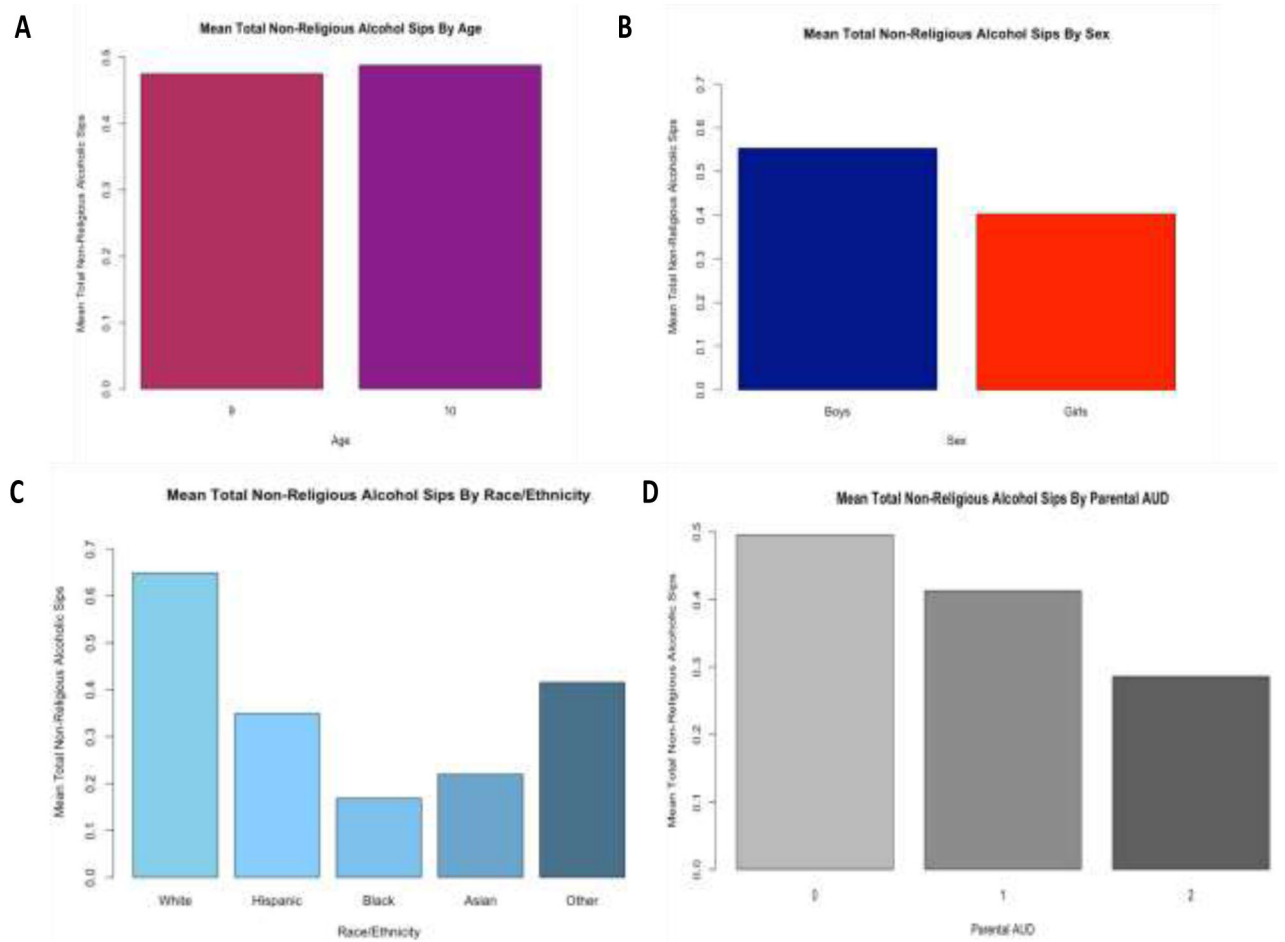 A
Mean Total Non-Religious Alcohol Sips By Age
Mean Total Non-Religious Alcoholic Sips
0.5
0.4
0.3
0.2
0.1
0.0
9
10
Age
B
Mean Total Non-Religious Alcohol Sips By Sex
Mean Total Non-Religious Alcoholic Sips
0.7
0.6
0.5
0.4
0.3
0.2
0.1
0.0
Boys
Girls
Sex
C
Mean Total Non-Religious Alcohol Sips By Race/Ethnicity
Mean Total Non-Religious Alcoholic Sips
0.7
0.6
0.5
0.4
0.3
0.2
0.1
0.0
White
Hispanic
Black
Asian
Other
Race/Ethnicity
D
Mean Total Non-Religious Alcohol Sips By Parental AUD
Mean Total Non-Religious Alcoholic Sips
0.5
0.4
0.3
0.2
0.1
0.0
0
1
2
Parental AUD